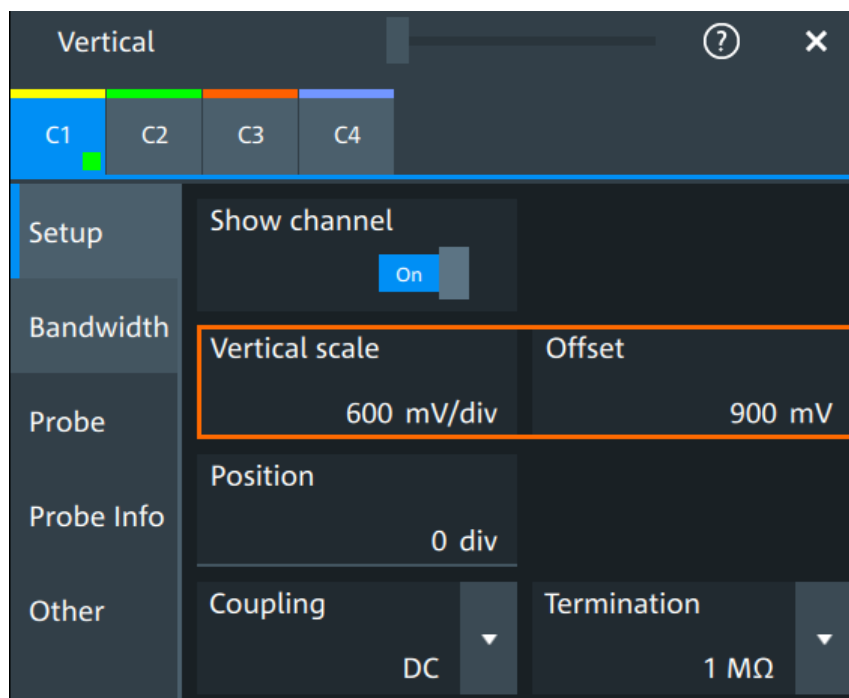 Vertical
?
C1 C2 C3 C4
Setup
Show channel
On
Bandwidth
Vertical scale Offset
600 mV/div 900 mV
Probe
Position
Probe Info
0 div
Other
Coupling Termination
DC 1 MΩ